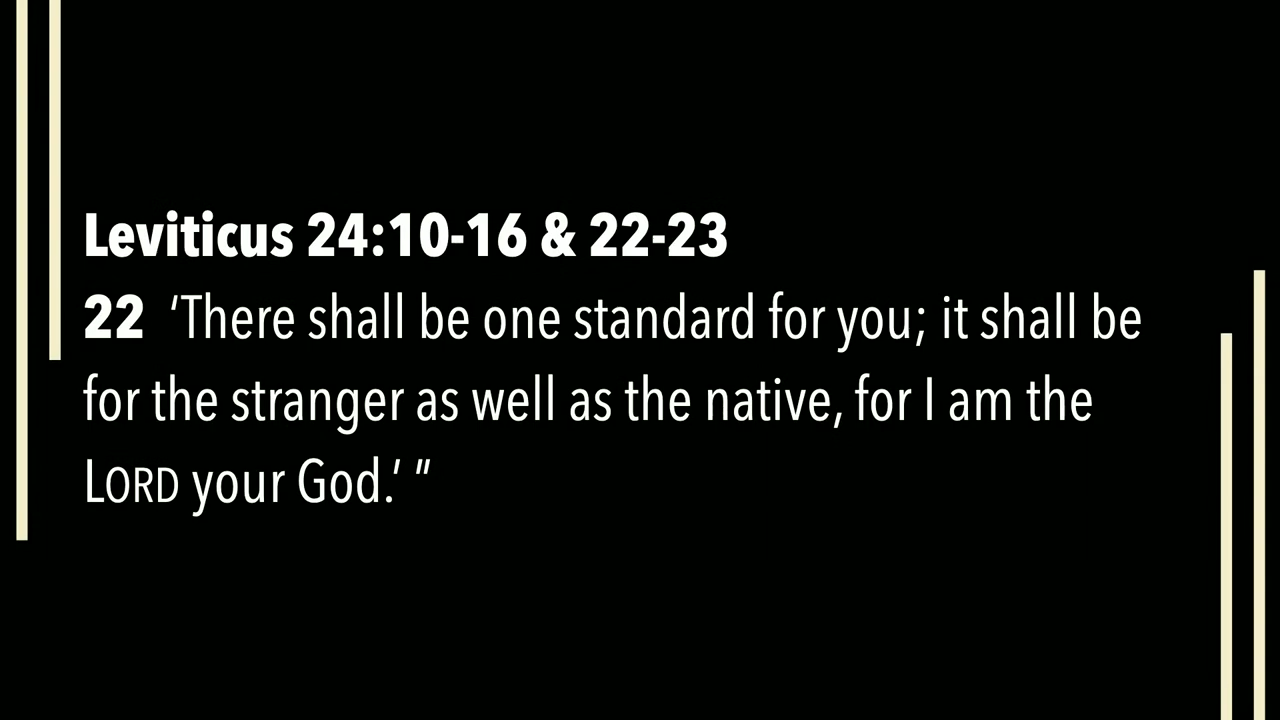 Leviticus 24:10-16 & 22-23
22 ‘There shall be one standard for you; it shall be
for the stranger as well as the native, for I am the
LORD your God.’ ”